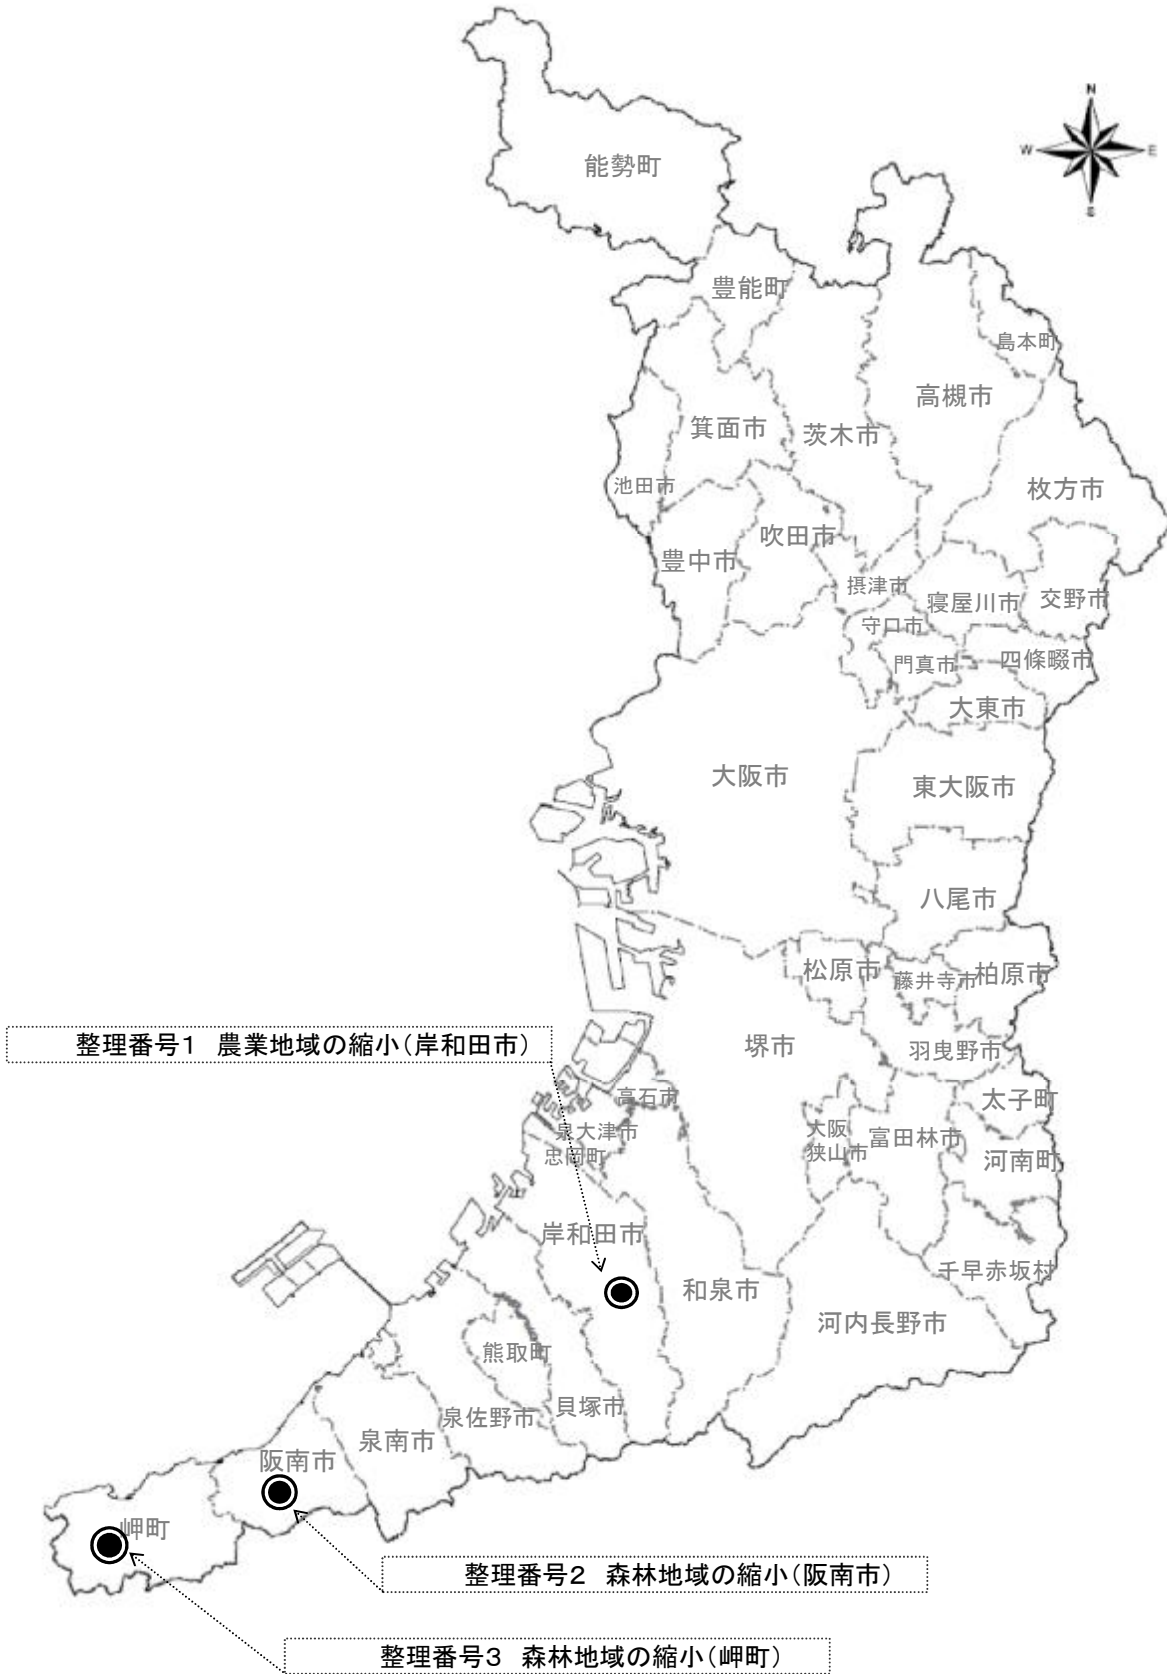 能勢町
N
W
E
S
豊能町
島本町
高槻市
箕面市
茨木市
池田市
枚方市
吹田市
豊中市
摂津市
寝屋川市
交野市
守口市
門真市
四條畷市
大東市
大阪市
東大阪市
八尾市
松原市
藤井寺市
柏原市
整理番号1 農業地域の縮小(岸和田市)
堺市
羽曳野市
高石市
太子町
泉大津市
大阪
狭山市
富田林市
忠岡町
河南町
岸和田市
千早赤坂村
和泉市
河内長野市
熊取町
貝塚市
泉佐野市
泉南市
阪南市
岬町
整理番号2 森林地域の縮小(阪南市)
整理番号3 森林地域の縮小(岬町)